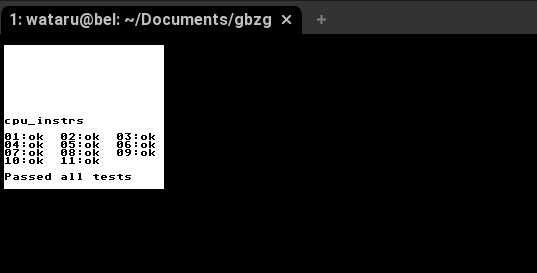 1: wataru@bel: ~/Documents/gbzg × +
cpu_instrs
01:ok 02:ok 03:ok
04:ok 05:ok 06:ok
07:ok 08:ok 09:ok
10:ok 11:ok
Passed all tests